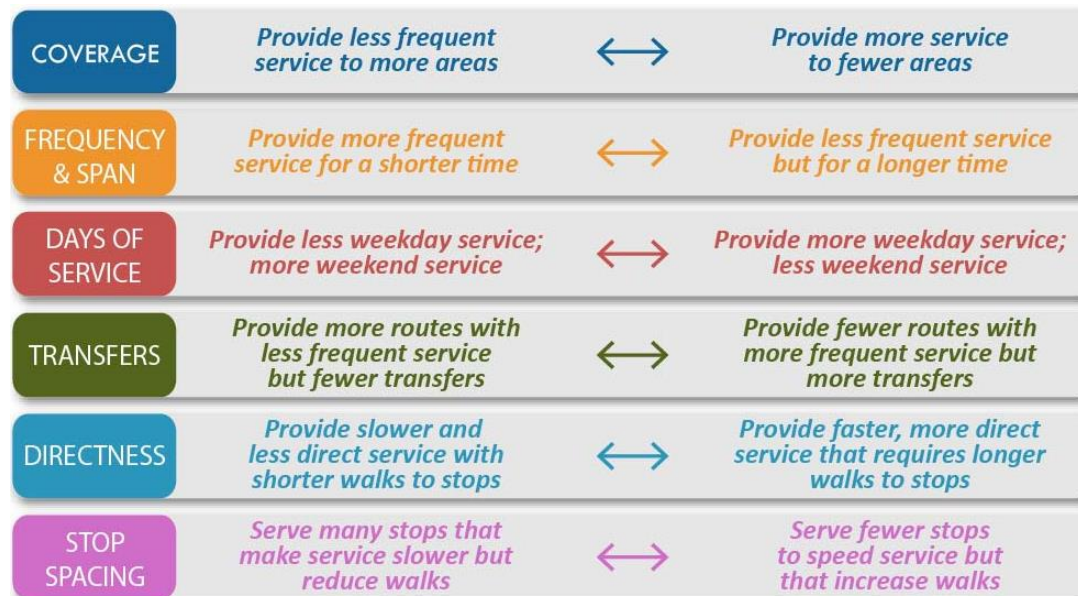 COVERAGE
Provide less frequent
service to more areas
Provide more service
to fewer areas
FREQUENCY
& SPAN
Provide more frequent
service for a shorter time
Provide less frequent service
but for a longer time
DAYS OF
SERVICE
Provide less weekday service;
more weekend service
Provide more weekday service;
less weekend service
TRANSFERS
Provide more routes with
less frequent service
but fewer transfers
Provide fewer routes with
more frequent service but
more transfers
DIRECTNESS
Provide slower and
less direct service with
shorter walks to stops
Provide faster, more direct
service that requires longer
walks to stops
STOP
SPACING
Serve many stops that
make service slower but
reduce walks
Serve fewer stops
to speed service but
that increase walks